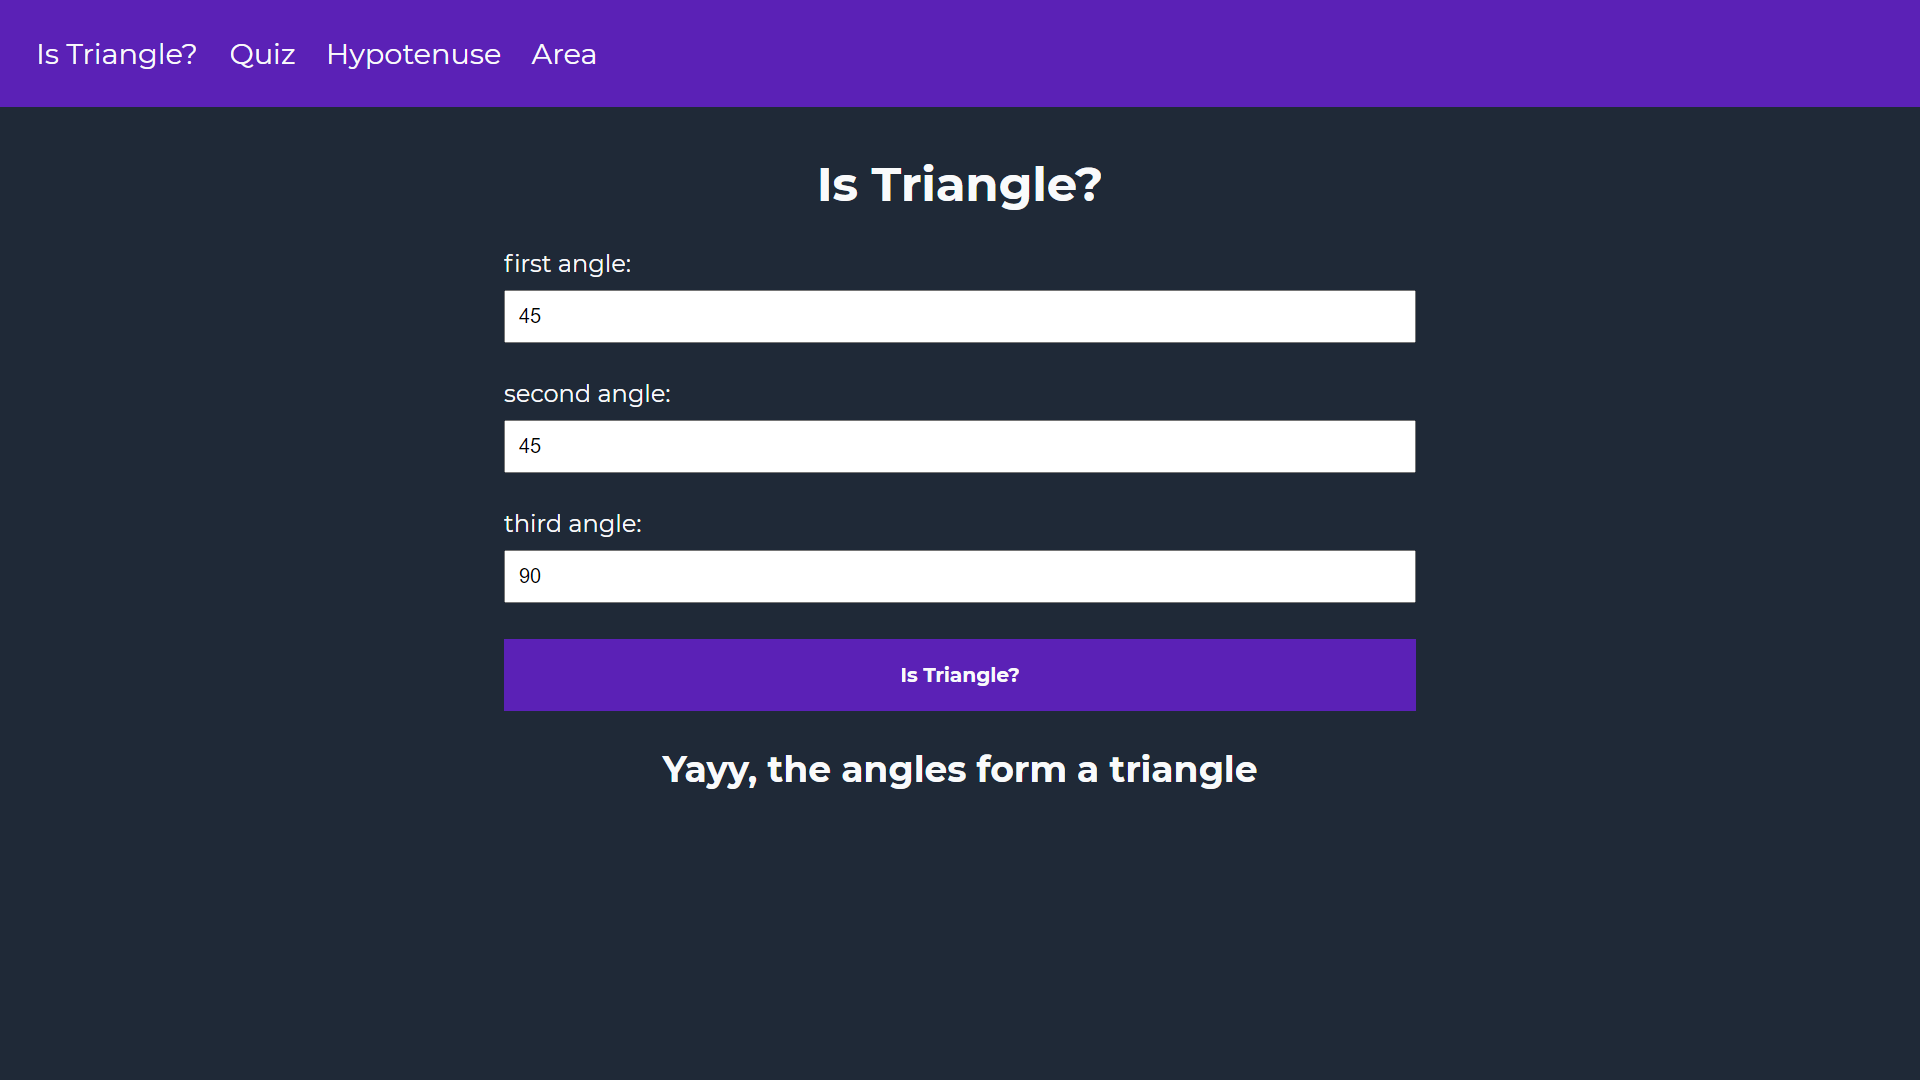 Is Triangle? Quiz Hypotenuse Area
Is Triangle?
first angle:
45
second angle:
45
third angle:
90
Is Triangle?
Yayy, the angles form a triangle